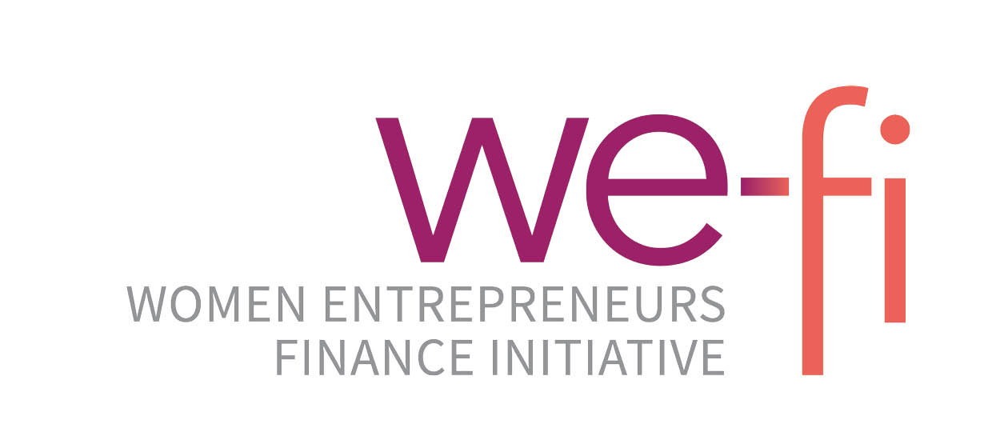 we-fi
WOMEN ENTREPRENEURS
FINANCE INITIATIVE